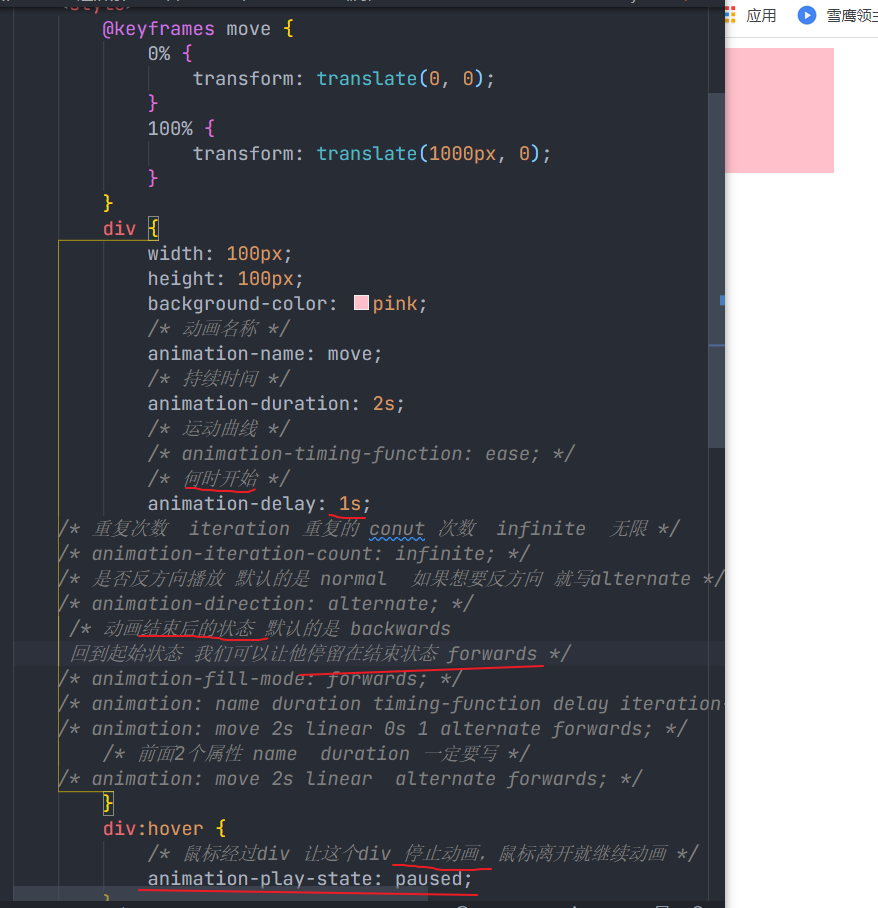 @keyframes move {
0% {
transform: translate(0, 0);
}
100% {
transform: translate(1000px, 0);
}
}
div {
width: 100px;
height: 100px;
background-color: pink;
/* 动画名称 */
animation-name: move;
/* 持续时间 */
animation-duration: 2s;
/* 运动曲线 */
/* animation-timing-function: ease; */
/* 何时开始 */
animation-delay: 1s;
/* 重复次数 iteration 重复的 conut 次数 infinite 无限 */
/* animation-iteration-count: infinite; */
/* 是否反方向播放 默认的是 normal 如果想要反方向 就写alternate */
/* animation-direction: alternate; */
/* 动画结束后的状态 默认的是 backwards
回到起始状态 我们可以让他停留在结束状态 forwards */
/* animation-fill-mode: forwards; */
/* animation: name duration timing-function delay iteration-
/* animation: move 2s linear 0s 1 alternate forwards; */
/* 前面2个属性 name duration 一定要写 */
/* animation: move 2s linear alternate forwards; */
}
div:hover {
/* 鼠标经过div 让这个div 停止动画，鼠标离开就继续动画 */
animation-play-state: paused;
应用 雪鹰领主